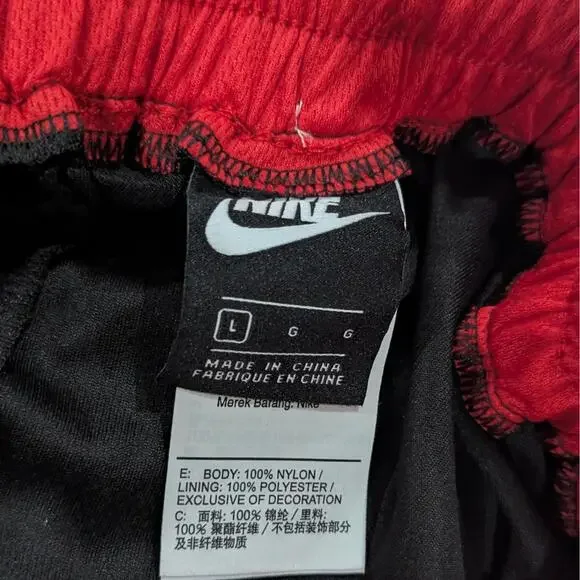 NIKE
L G G
MADE IN CHINA
FABRIQUE EN CHINE
Merek Barang: Nike
E: BODY: 100% NYLON /
LINING: 100% POLYESTER /
EXCLUSIVE OF DECORATION
C: 面料: 100% 锦纶 / 里料:
100% 聚酯纤维 / 不包括装饰部分
及非纤维物质